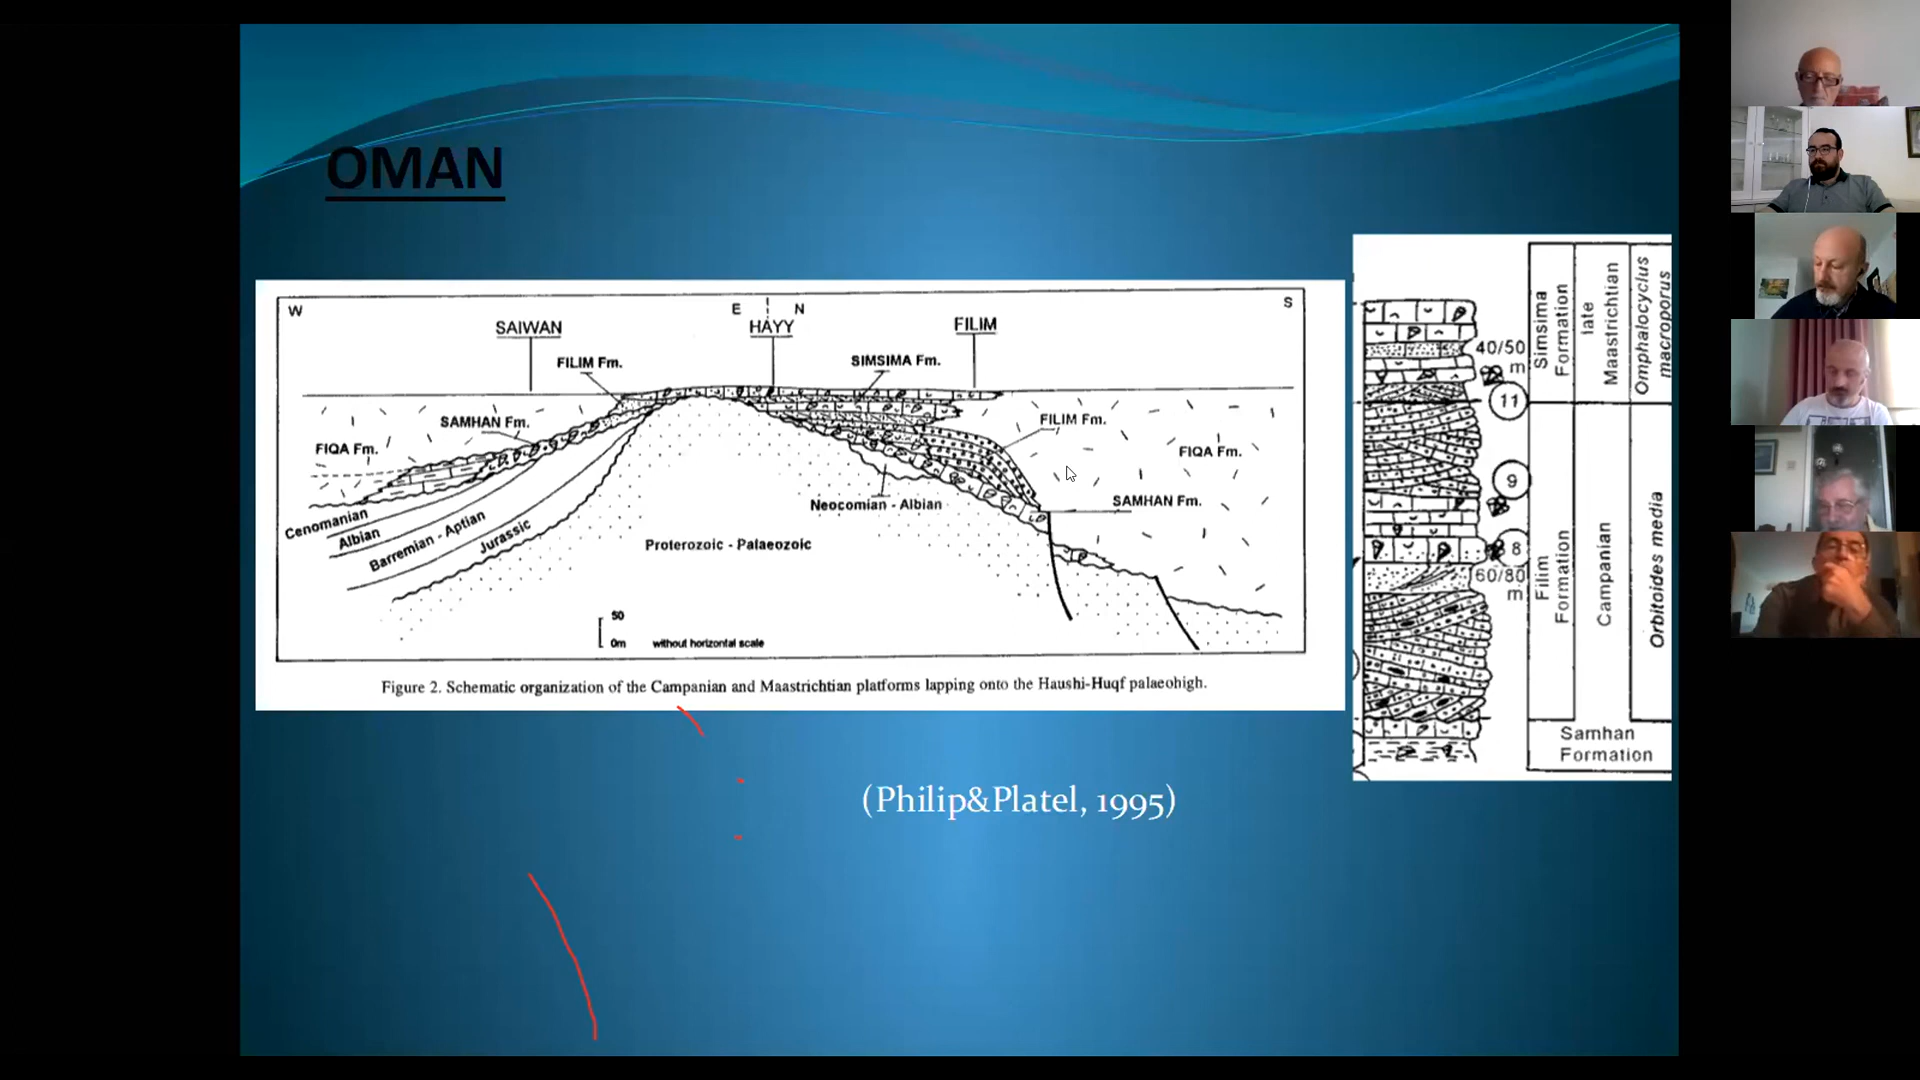 OMAN
W
E
N
S
SAIWAN
HAYY
FILIM
FILIM Fm.
SIMSIMA Fm.
SAMHAN Fm.
FILIM Fm.
FIQA Fm.
FIQA Fm.
SAMHAN Fm.
Neocomian - Albian
Cenomanian
Albian
Barremian - Aptian
Jurassic
Proterozoic - Palaeozoic
50
0m
without horizontal scale
Figure 2. Schematic organization of the Campanian and Maastrichtian platforms lapping onto the Haushi-Huqf palaeohigh.
40/50
m
11
9
8
60/80
m
Simsima
Formation
late
Maastrichtian
Omphalocyclus
macroporus
Filim
Formation
Campanian
Orbitoides media
Samhan
Formation
(Philip&Platel, 1995)